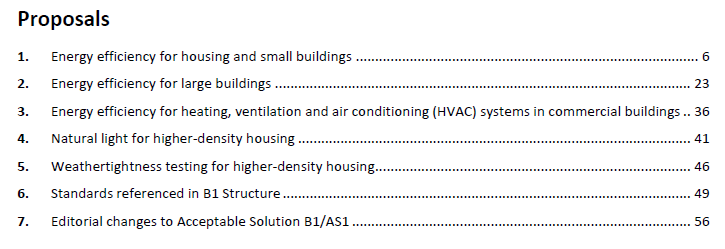 Proposals
1. Energy efficiency for housing and small buildings ........................................................................................ 6
2. Energy efficiency for large buildings ........................................................................................................... 23
3. Energy efficiency for heating, ventilation and air conditioning (HVAC) systems in commercial buildings .. 36
4. Natural light for higher-density housing ..................................................................................................... 41
5. Weathertightness testing for higher-density housing................................................................................. 46
6. Standards referenced in B1 Structure ......................................................................................................... 49
7. Editorial changes to Acceptable Solution B1/AS1 ....................................................................................... 56